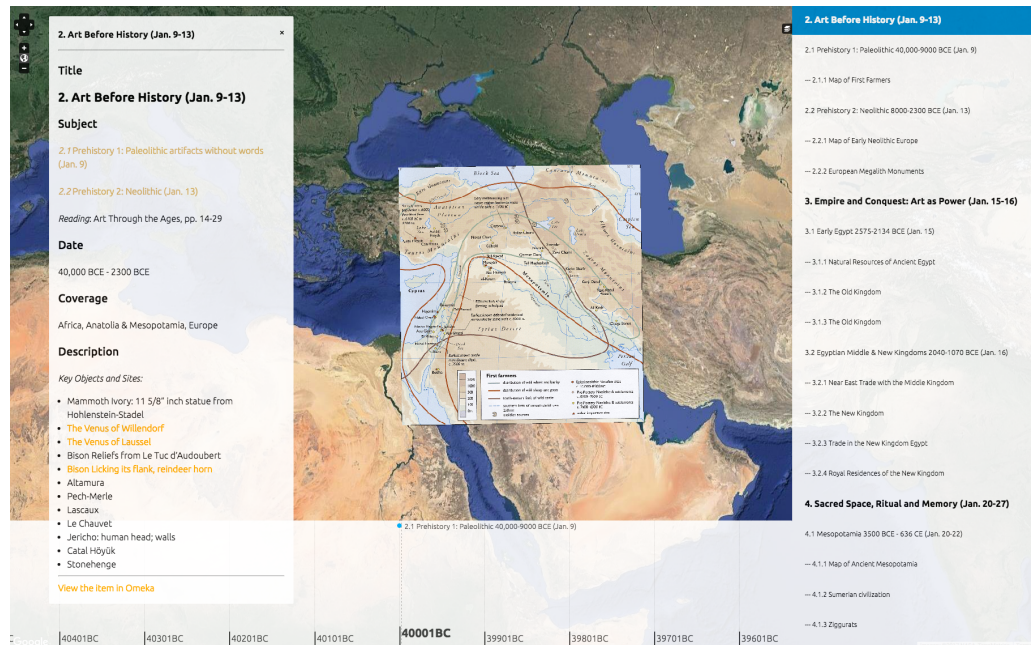 2. Art Before History (Jan. 9-13)
×
Title
2. Art Before History (Jan. 9-13)
Subject
2.1 Prehistory 1: Paleolithic artifacts without words
(Jan. 9)
2.2 Prehistory 2: Neolithic (Jan. 13)
Reading: Art Through the Ages, pp. 14-29
Date
40,000 BCE - 2300 BCE
Coverage
Africa, Anatolia & Mesopotamia, Europe
Description
Key Objects and Sites:
• Mammoth Ivory: 11 5/8" inch statue from
Hohlenstein-Stadel
• The Venus of Willendorf
• The Venus of Laussel
• Bison Reliefs from Le Tuc d'Audoubert
• Bison Licking its flank, reindeer horn
• Altamura
• Pech-Merle
• Lascaux
• Le Chauvet
• Jericho: human head; walls
• Catal Höyük
• Stonehenge
View the item in Omeka
Black Sea
Caucasus Mountains
Caspian
Sea
Anatolian
Plateau
Taurus Mountains
Cyprus
Mesopotamia
Syrian Desert
Persian
Gulf
First farmers
2.1 Prehistory 1: Paleolithic 40,000-9000 BCE (Jan. 9)
Google
40401BC
40301BC
40201BC
40101BC
40001BC
39901BC
39801BC
39701BC
39601BC
2. Art Before History (Jan. 9-13)
2.1 Prehistory 1: Paleolithic 40,000-9000 BCE (Jan. 9)
--- 2.1.1 Map of First Farmers
2.2 Prehistory 2: Neolithic 8000-2300 BCE (Jan. 13)
--- 2.2.1 Map of Early Neolithic Europe
--- 2.2.2 European Megalith Monuments
3. Empire and Conquest: Art as Power (Jan. 15-16)
3.1 Early Egypt 2575-2134 BCE (Jan. 15)
--- 3.1.1 Natural Resources of Ancient Egypt
--- 3.1.2 The Old Kingdom
--- 3.1.3 The Old Kingdom
3.2 Egyptian Middle & New Kingdoms 2040-1070 BCE (Jan. 16)
--- 3.2.1 Near East Trade with the Middle Kingdom
--- 3.2.2 The New Kingdom
--- 3.2.3 Trade in the New Kingdom Egypt
--- 3.2.4 Royal Residences of the New Kingdom
4. Sacred Space, Ritual and Memory (Jan. 20-27)
4.1 Mesopotamia 3500 BCE - 636 CE (Jan. 20-22)
--- 4.1.1 Map of Ancient Mesopotamia
--- 4.1.2 Sumerian civilization
--- 4.1.3 Ziggurats